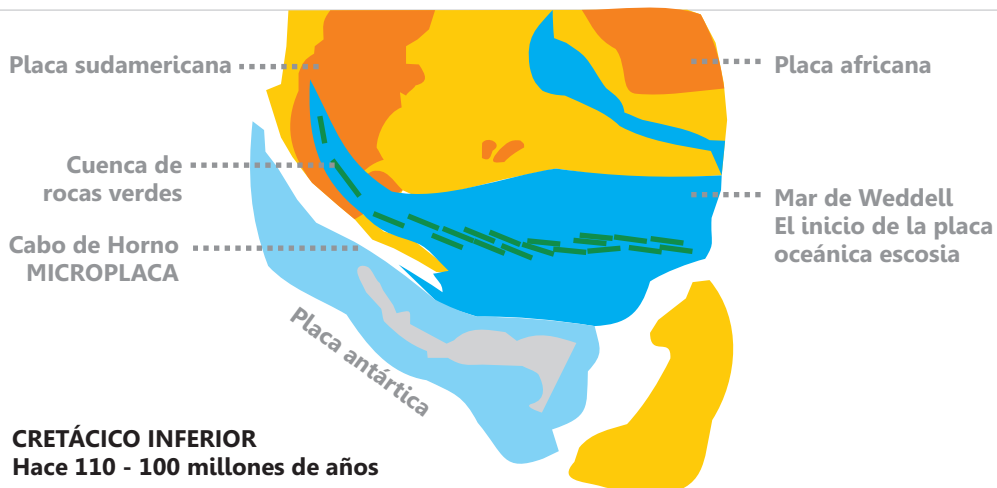 Placa sudamericana
Placa africana
Cuenca de
rocas verdes
Mar de Weddell
El inicio de la placa
oceánica escosia
Cabo de Horno
MICROPLACA
Placa antártica
CRETÁCICO INFERIOR
Hace 110 - 100 millones de años